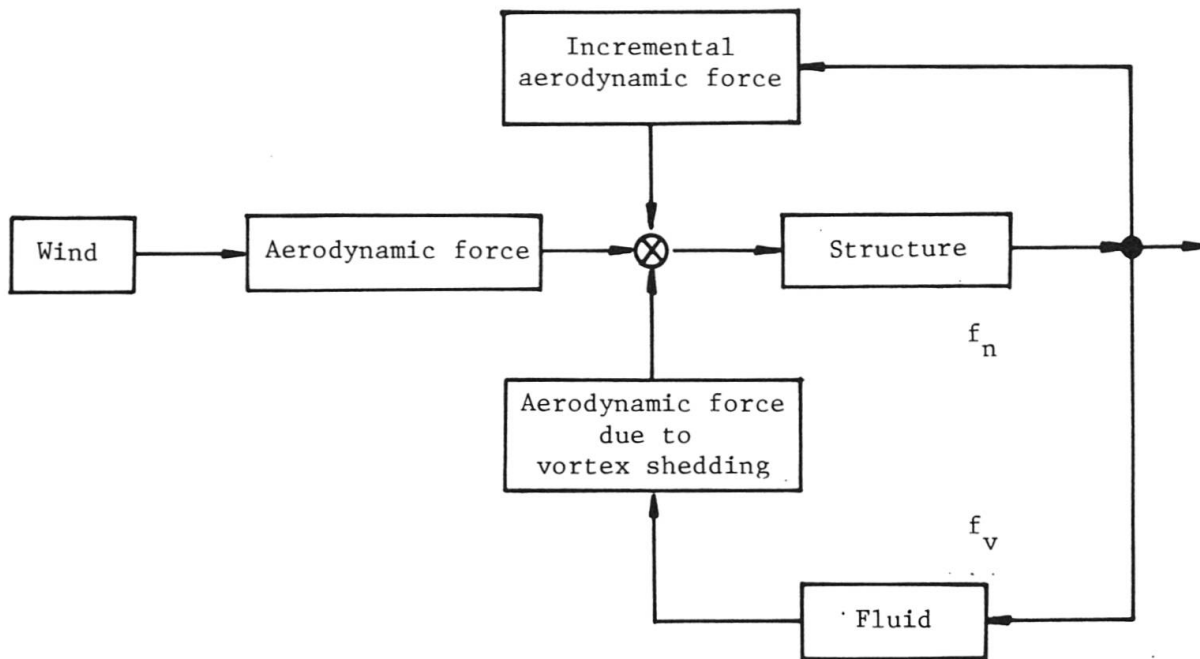 Incremental
aerodynamic force
Wind
Aerodynamic force
Structure
f_n
Aerodynamic force
due to
vortex shedding
f_v
Fluid